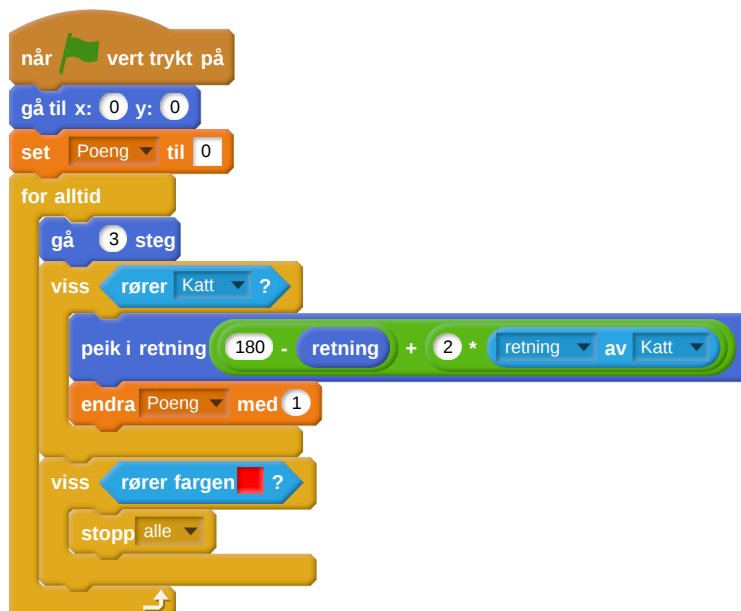 når vert trykt på
gå til x: 0 y: 0
set Poeng til 0
for alltid
gå 3 steg
viss rører Katt ?
peik i retning 180 - retning + 2 * retning av Katt
endra Poeng med 1
viss rører fargen ?
stopp alle